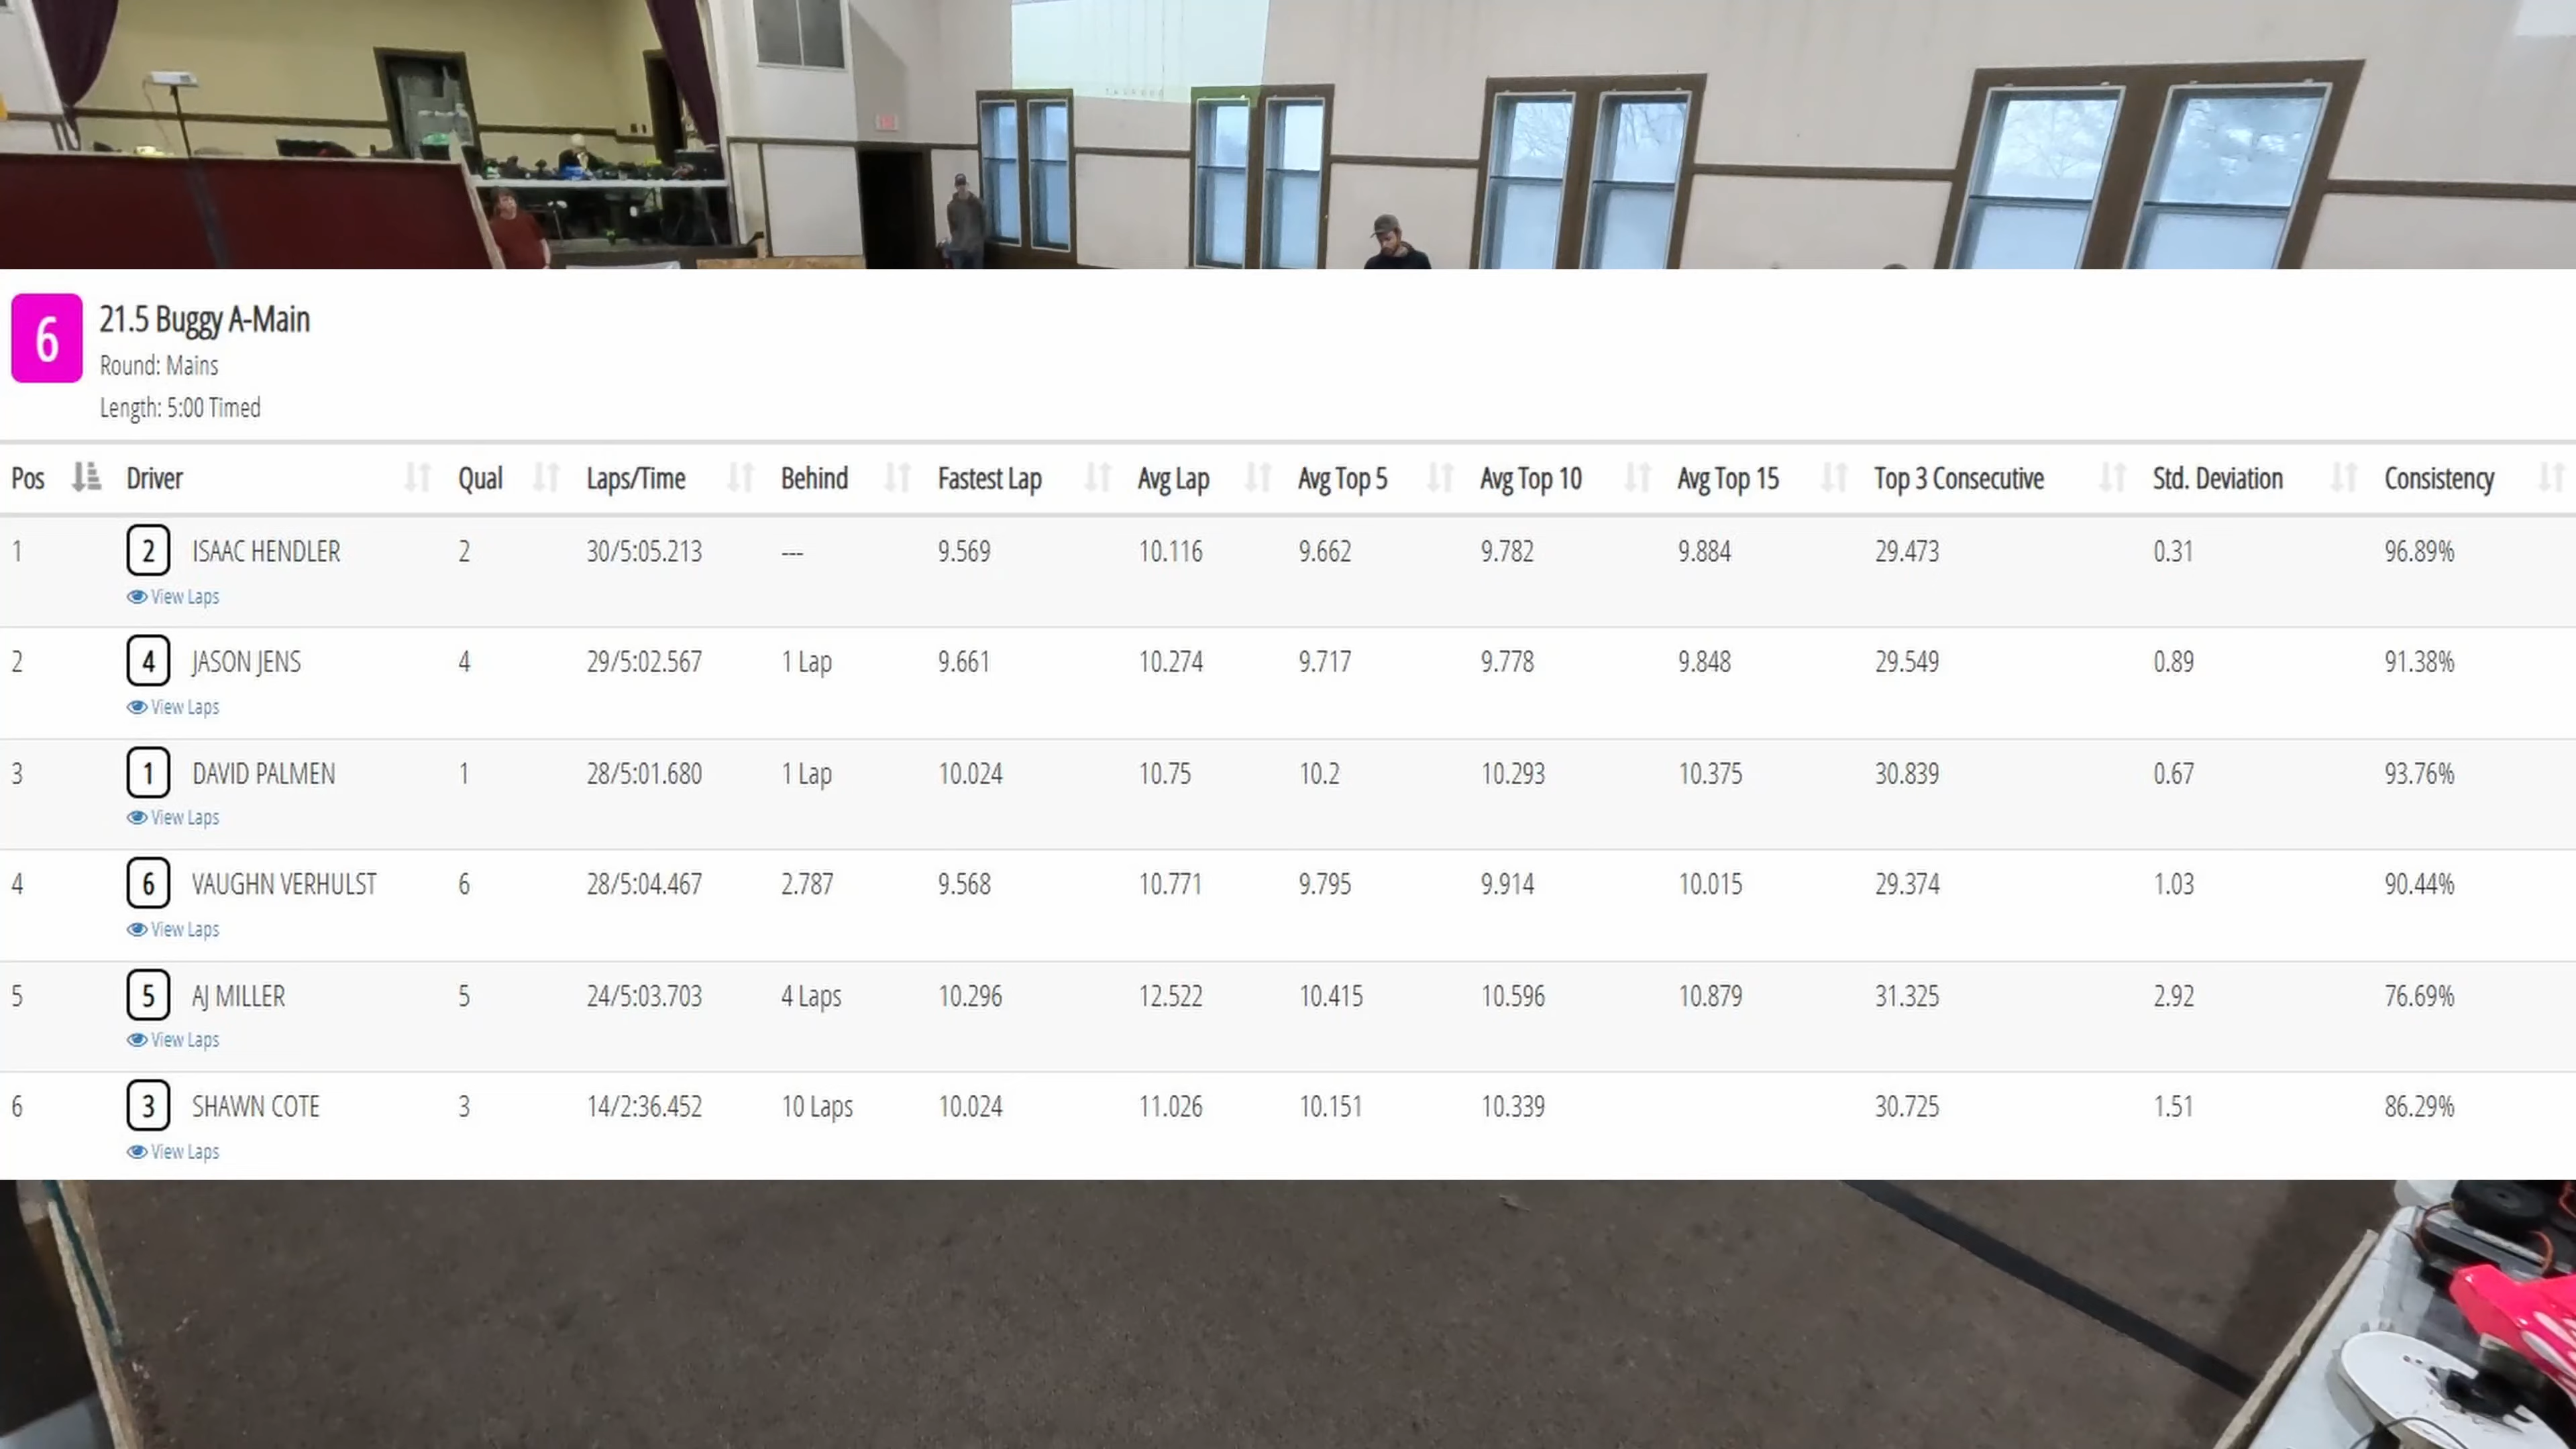 6
21.5 Buggy A-Main
Round: Mains
Length: 5:00 Timed
Pos Driver Qual Laps/Time Behind Fastest Lap Avg Lap Avg Top 5 Avg Top 10 Avg Top 15 Top 3 Consecutive Std. Deviation Consistency
1 2 ISAAC HENDLER 2 30/5:05.213 --- 9.569 10.116 9.662 9.782 9.884 29.473 0.31 96.89%
View Laps
2 4 JASON JENS 4 29/5:02.567 1 Lap 9.661 10.274 9.717 9.778 9.848 29.549 0.89 91.38%
View Laps
3 1 DAVID PALMEN 1 28/5:01.680 1 Lap 10.024 10.75 10.2 10.293 10.375 30.839 0.67 93.76%
View Laps
4 6 VAUGHN VERHULST 6 28/5:04.467 2.787 9.568 10.771 9.795 9.914 10.015 29.374 1.03 90.44%
View Laps
5 5 AJ MILLER 5 24/5:03.703 4 Laps 10.296 12.522 10.415 10.596 10.879 31.325 2.92 76.69%
View Laps
6 3 SHAWN COTE 3 14/2:36.452 10 Laps 10.024 11.026 10.151 10.339 30.725 1.51 86.29%
View Laps